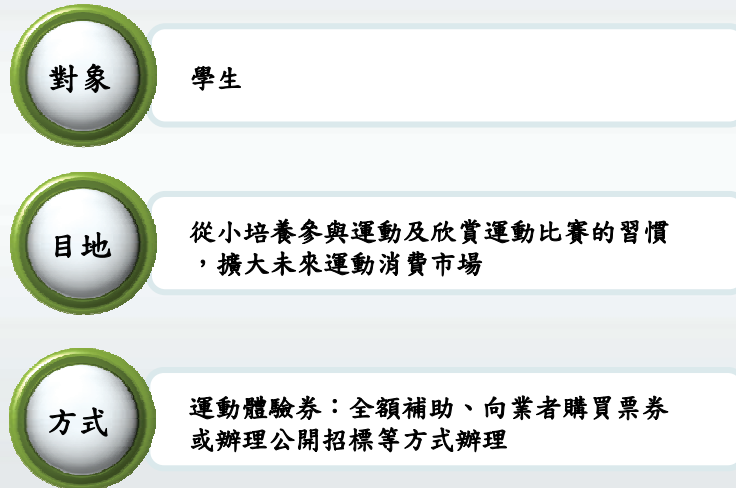 對象
學生
目地
從小培養參與運動及欣賞運動比賽的習慣
，擴大未來運動消費市場
方式
運動體驗券：全額補助、向業者購買票券
或辦理公開招標等方式辦理